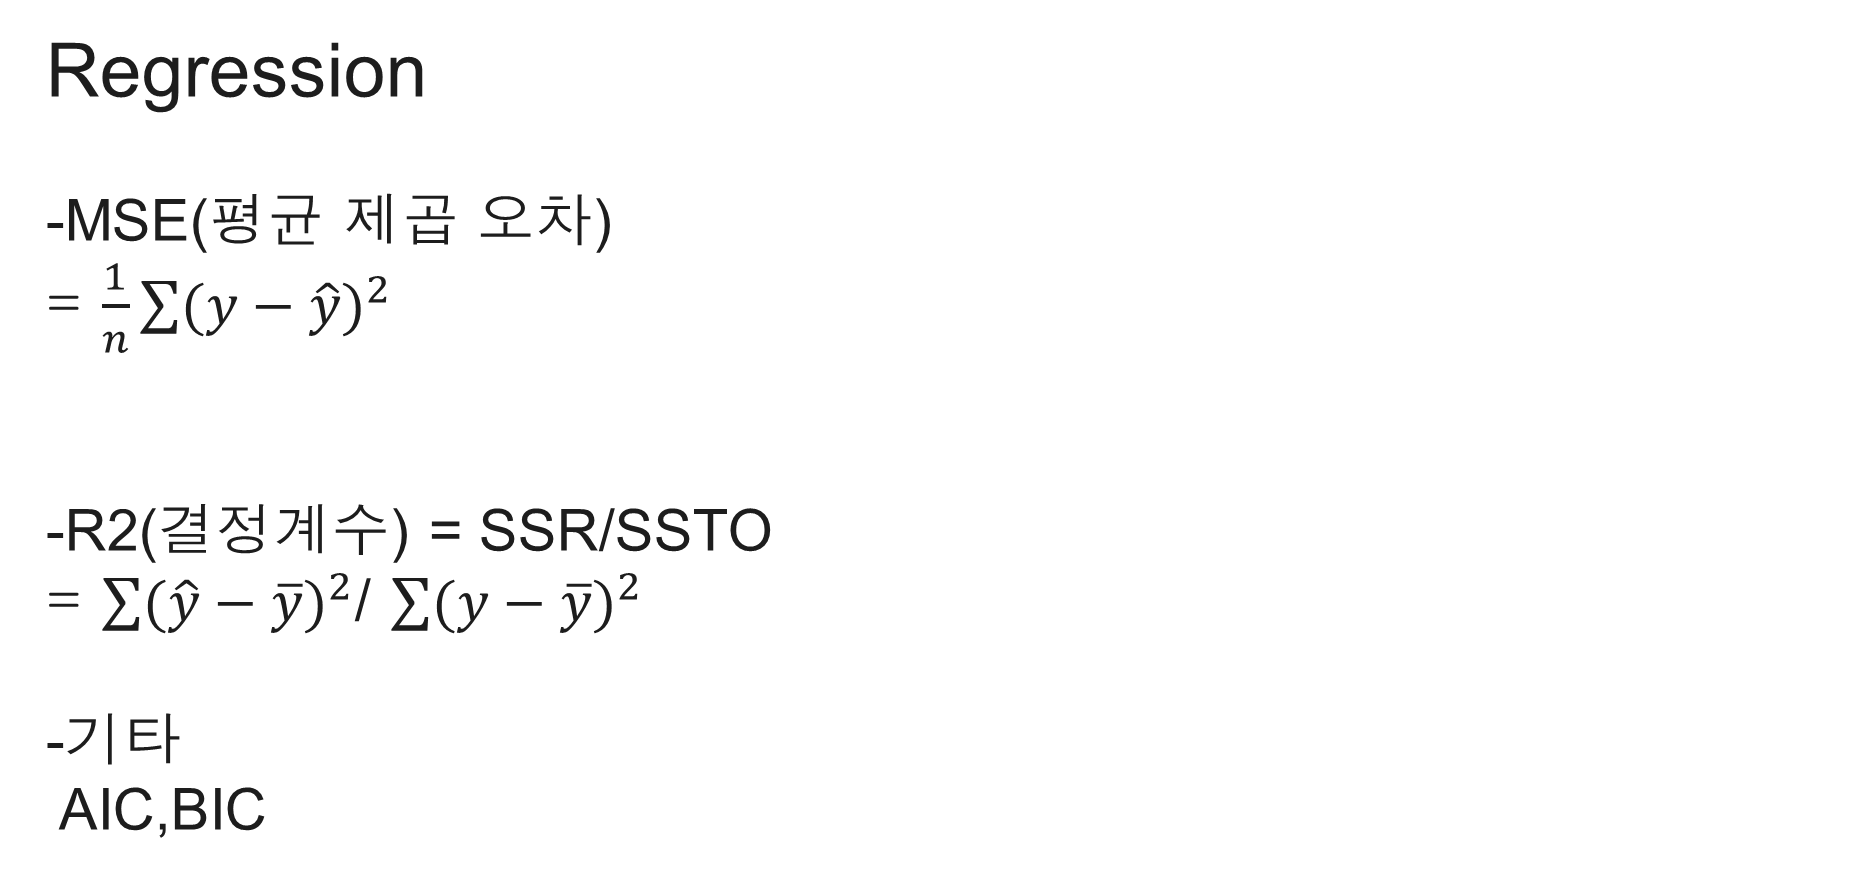 Regression
-MSE(평균 제곱 오차)
= 1/n ∑(y − ŷ)²
-R2(결정계수) = SSR/SSTO
= ∑(ŷ − ȳ)²/ ∑(y − ȳ)²
-기타
AIC,BIC